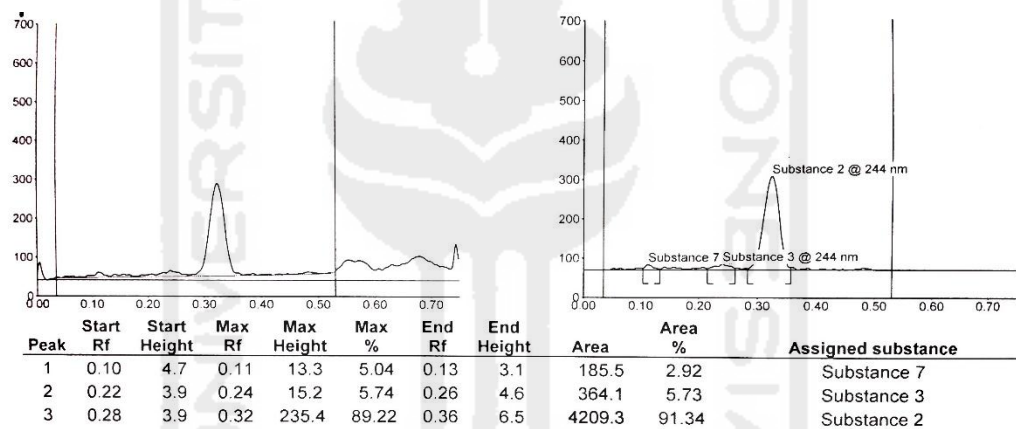 700
600
500
400
300
200
100
0
0.00 0.10 0.20 0.30 0.40 0.60 0.70
700
600
500
400
300
200
100
0
0.00 0.10 0.20 0.30 0.40 0.50 0.60 0.70
Substance 2 @ 244 nm
Substance 7 Substance 3 @ 244 nm
Peak Start Rf Start Height Max Rf Max Height Max % End Rf End Height Area Area % Assigned substance
1 0.10 4.7 0.11 13.3 5.04 0.13 3.1 185.5 2.92 Substance 7
2 0.22 3.9 0.24 15.2 5.74 0.26 4.6 364.1 5.73 Substance 3
3 0.28 3.9 0.32 235.4 89.22 0.36 6.5 4209.3 91.34 Substance 2